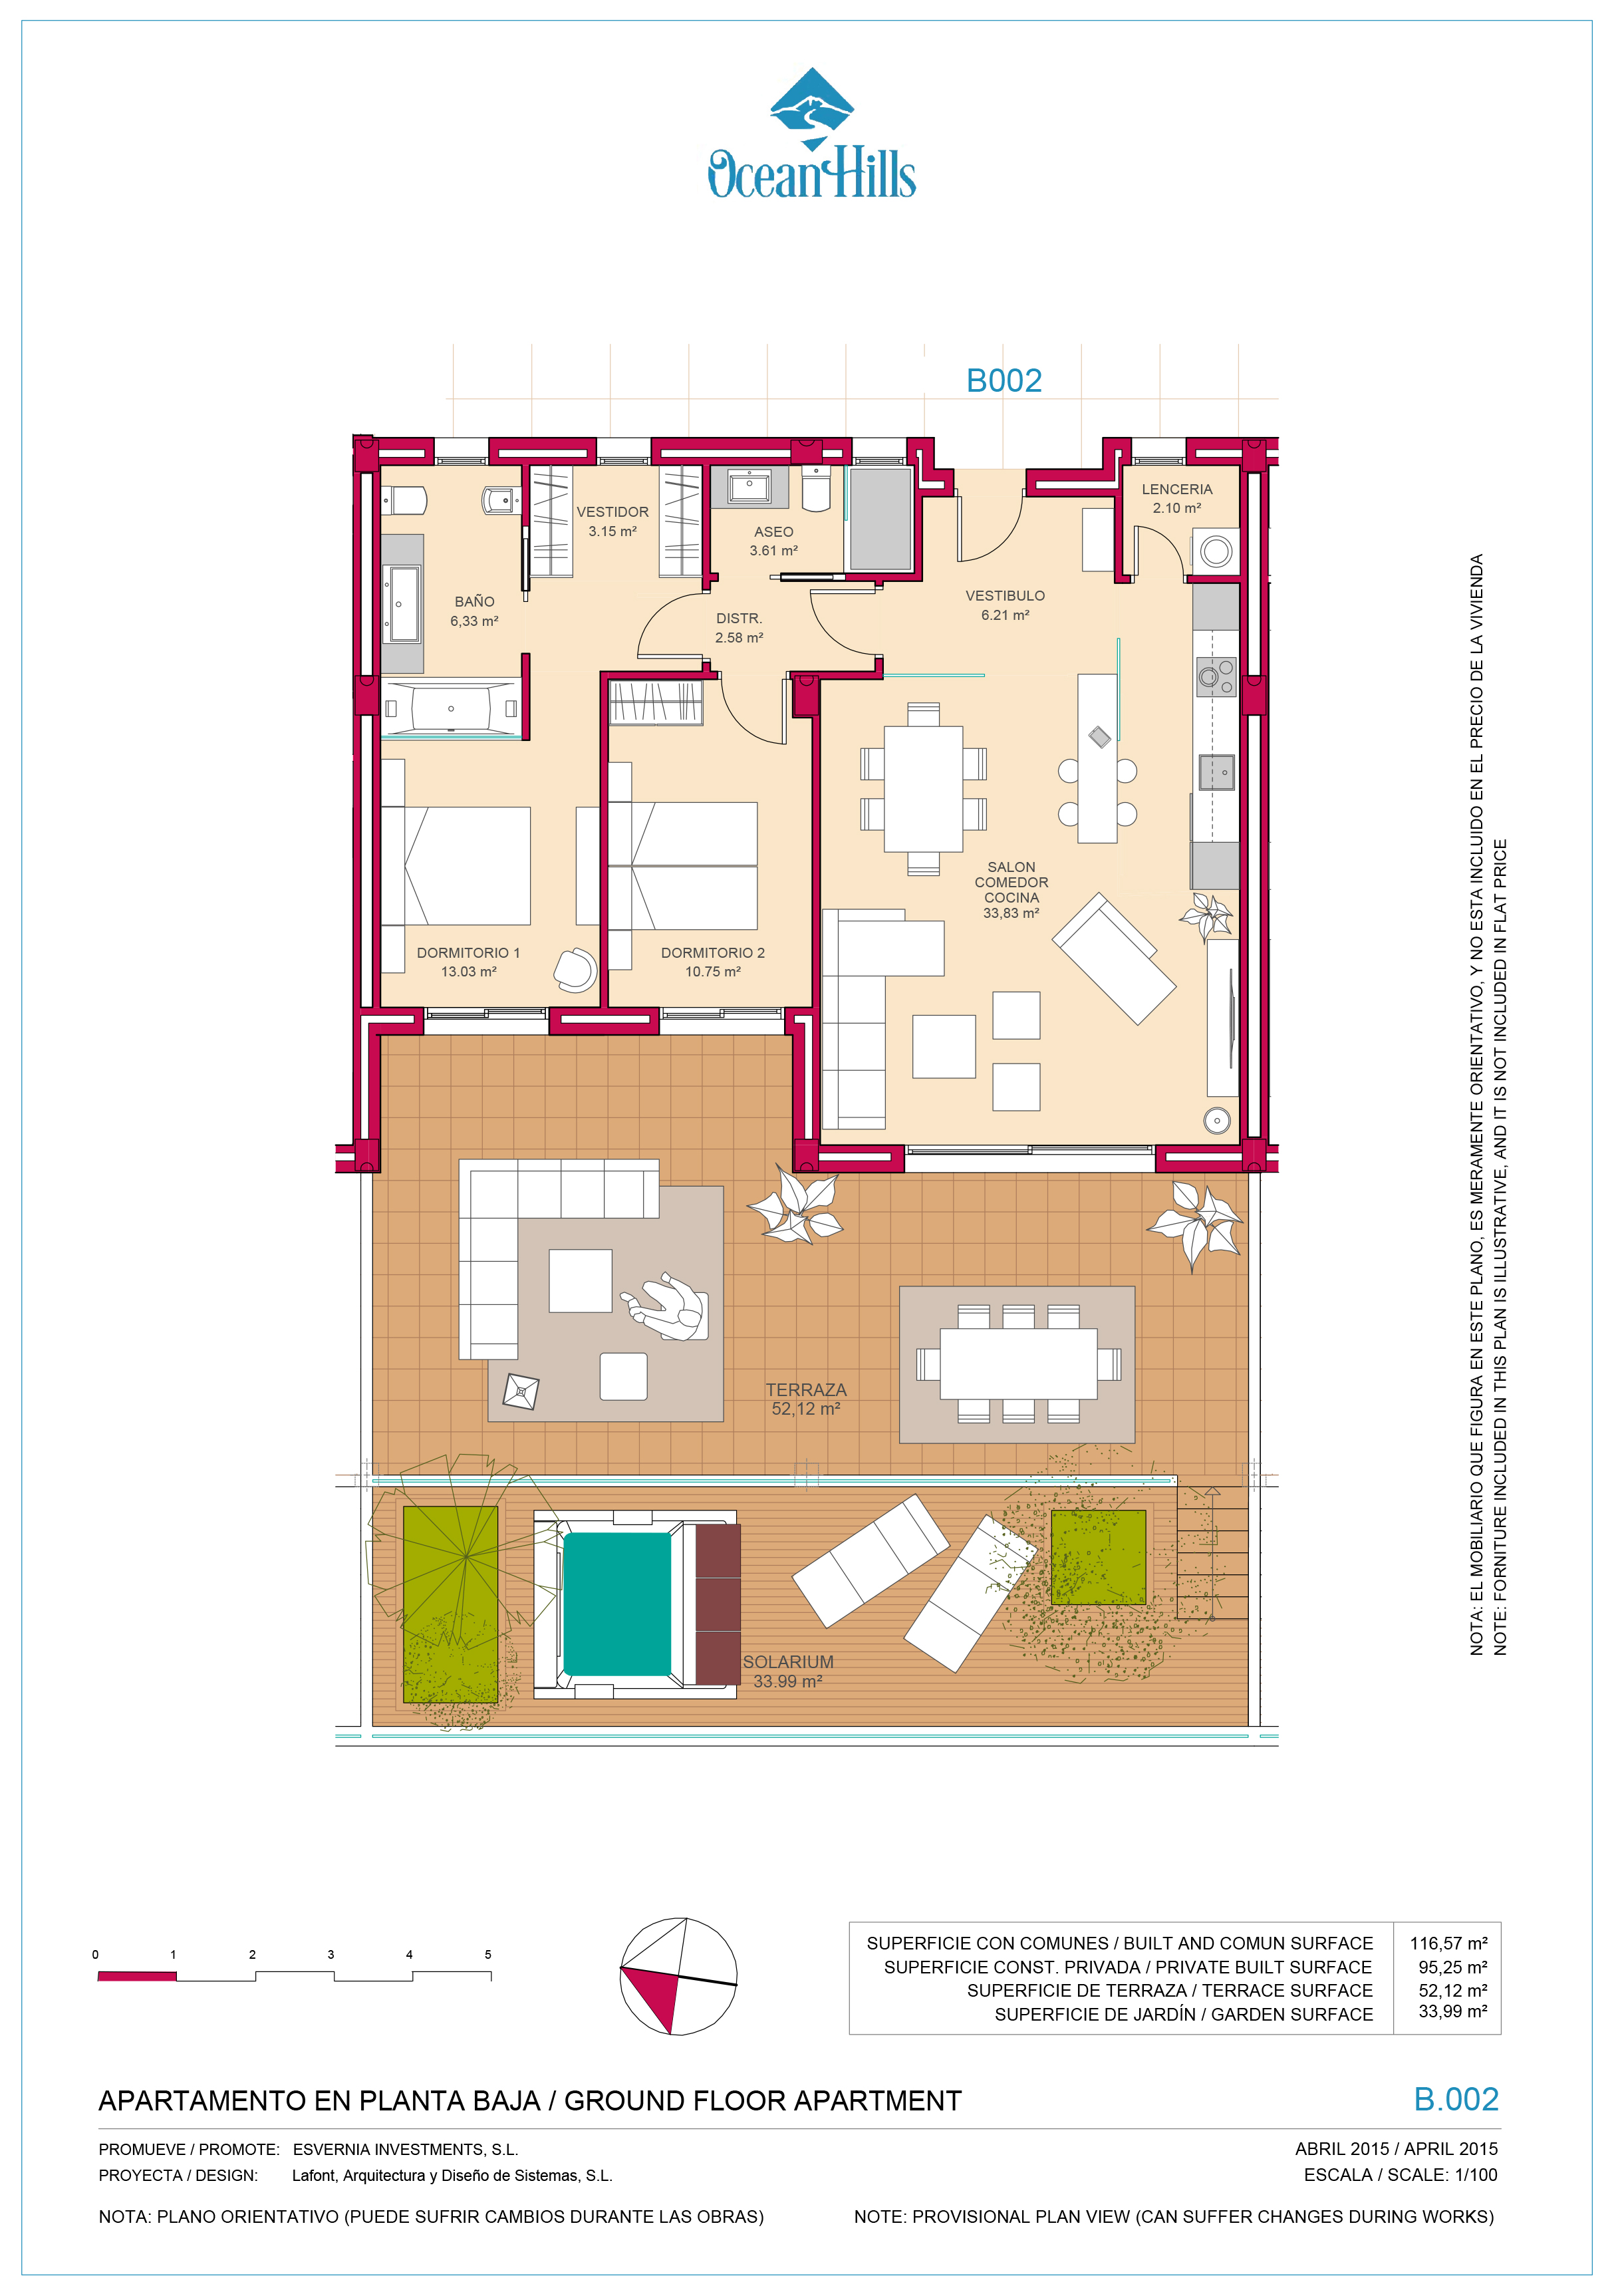 Ocean Hills
B002
LENCERIA
2.10 m²
VESTIDOR
3.15 m²
ASEO
3.61 m²
BAÑO
6,33 m²
DISTR.
2.58 m²
VESTIBULO
6.21 m²
SALON
COMEDOR
COCINA
33,83 m²
DORMITORIO 1
13.03 m²
DORMITORIO 2
10.75 m²
TERRAZA
52,12 m²
SOLARIUM
33.99 m²
NOTA: EL MOBILIARIO QUE FIGURA EN ESTE PLANO, ES MERAMENTE ORIENTATIVO, Y NO ESTA INCLUIDO EN EL PRECIO DE LA VIVIENDA
NOTE: FORNITURE INCLUDED IN THIS PLAN IS ILLUSTRATIVE, AND IT IS NOT INCLUDED IN FLAT PRICE
0 1 2 3 4 5
SUPERFICIE CON COMUNES / BUILT AND COMUN SURFACE 116,57 m²
SUPERFICIE CONST. PRIVADA / PRIVATE BUILT SURFACE 95,25 m²
SUPERFICIE DE TERRAZA / TERRACE SURFACE 52,12 m²
SUPERFICIE DE JARDÍN / GARDEN SURFACE 33,99 m²
APARTAMENTO EN PLANTA BAJA / GROUND FLOOR APARTMENT B.002
PROMUEVE / PROMOTE: ESVERNIA INVESTMENTS, S.L. ABRIL 2015 / APRIL 2015
PROYECTA / DESIGN: Lafont, Arquitectura y Diseño de Sistemas, S.L. ESCALA / SCALE: 1/100
NOTA: PLANO ORIENTATIVO (PUEDE SUFRIR CAMBIOS DURANTE LAS OBRAS) NOTE: PROVISIONAL PLAN VIEW (CAN SUFFER CHANGES DURING WORKS)